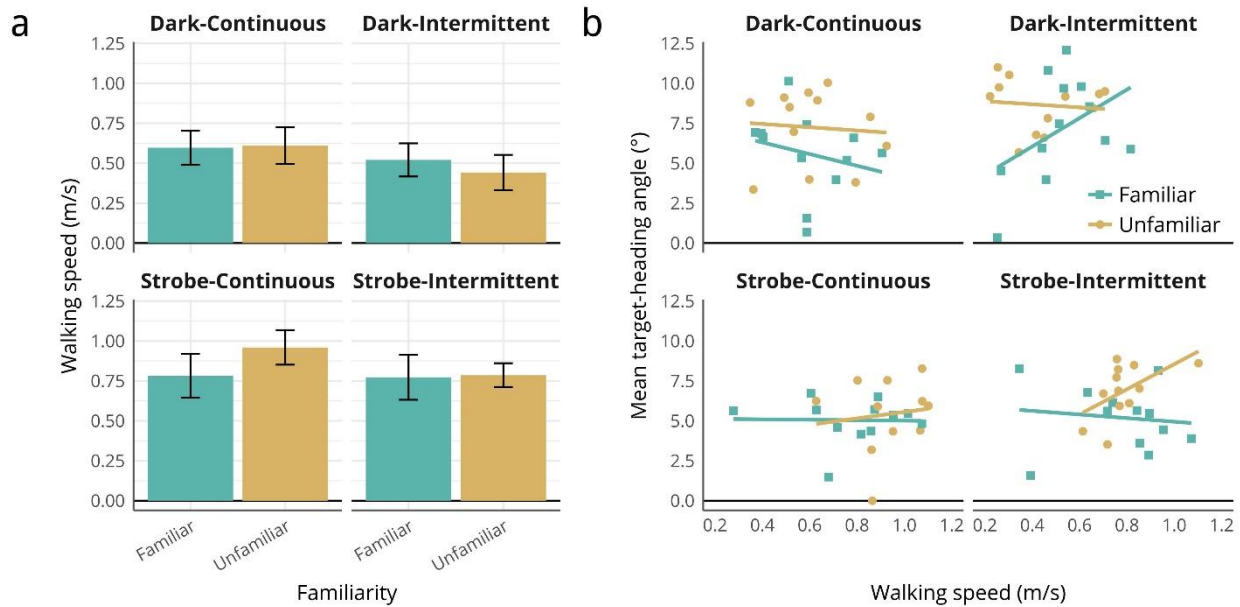 a
Dark-Continuous
Dark-Intermittent
1.25
1.00
0.75
0.50
0.25
0.00
Strobe-Continuous
Strobe-Intermittent
1.25
1.00
0.75
0.50
0.25
0.00
Walking speed (m/s)
Familiar
Unfamiliar
Familiar
Unfamiliar
Familiarity
b
Dark-Continuous
Dark-Intermittent
12.5
10.0
7.5
5.0
2.5
0.0
Familiar
Unfamiliar
Strobe-Continuous
Strobe-Intermittent
12.5
10.0
7.5
5.0
2.5
0.0
Mean target-heading angle (°)
0.2 0.4 0.6 0.8 1.0 1.2
0.2 0.4 0.6 0.8 1.0 1.2
Walking speed (m/s)